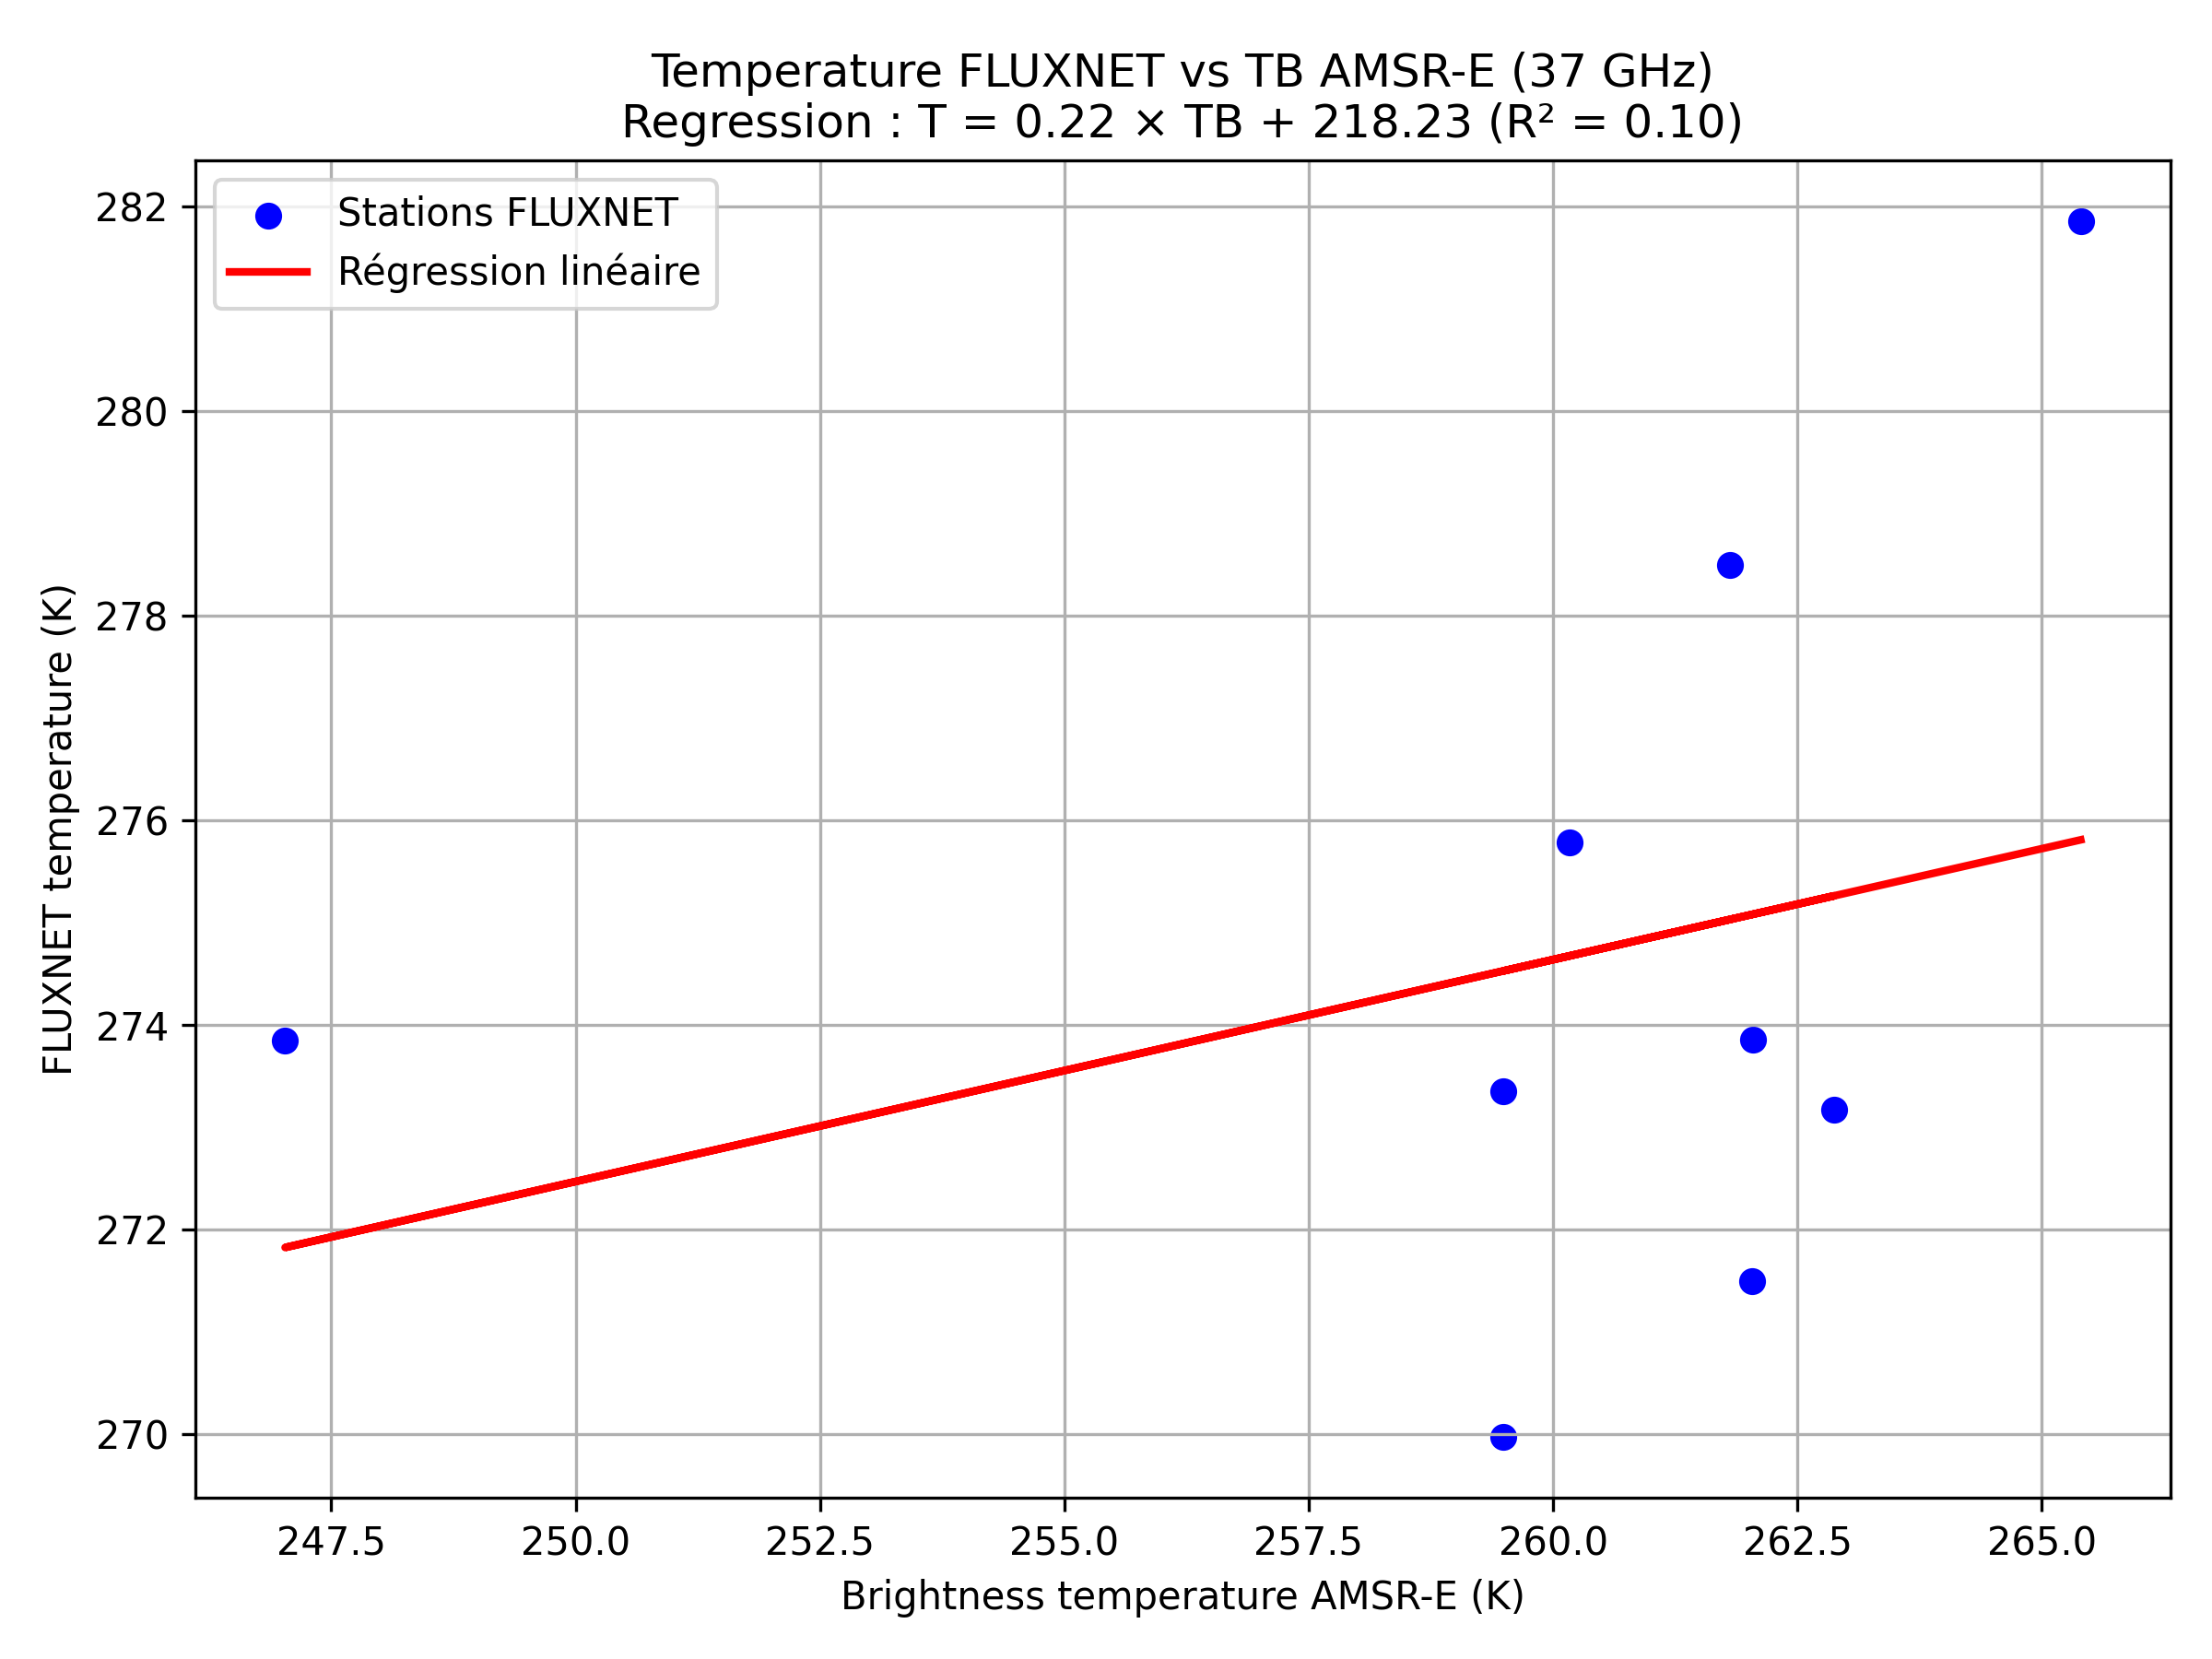 Temperature FLUXNET vs TB AMSR-E (37 GHz)
Regression : T = 0.22 × TB + 218.23 (R² = 0.10)
Stations FLUXNET
Régression linéaire
282
280
278
276
274
272
270
FLUXNET temperature (K)
247.5 250.0 252.5 255.0 257.5 260.0 262.5 265.0
Brightness temperature AMSR-E (K)